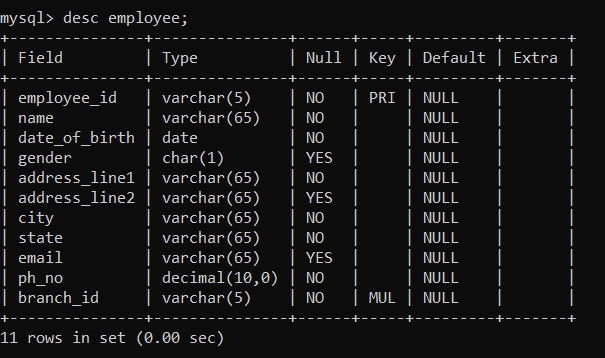 mysql> desc employee;
+---------------+---------------+------+-----+---------+-------+
| Field         | Type          | Null | Key | Default | Extra |
+---------------+---------------+------+-----+---------+-------+
| employee_id   | varchar(5)    | NO   | PRI | NULL    |       |
| name          | varchar(65)   | NO   |     | NULL    |       |
| date_of_birth | date          | NO   |     | NULL    |       |
| gender        | char(1)       | YES  |     | NULL    |       |
| address_line1 | varchar(65)   | NO   |     | NULL    |       |
| address_line2 | varchar(65)   | YES  |     | NULL    |       |
| city          | varchar(65)   | NO   |     | NULL    |       |
| state         | varchar(65)   | NO   |     | NULL    |       |
| email         | varchar(65)   | YES  |     | NULL    |       |
| ph_no         | decimal(10,0) | NO   |     | NULL    |       |
| branch_id     | varchar(5)    | NO   | MUL | NULL    |       |
+---------------+---------------+------+-----+---------+-------+
11 rows in set (0.00 sec)